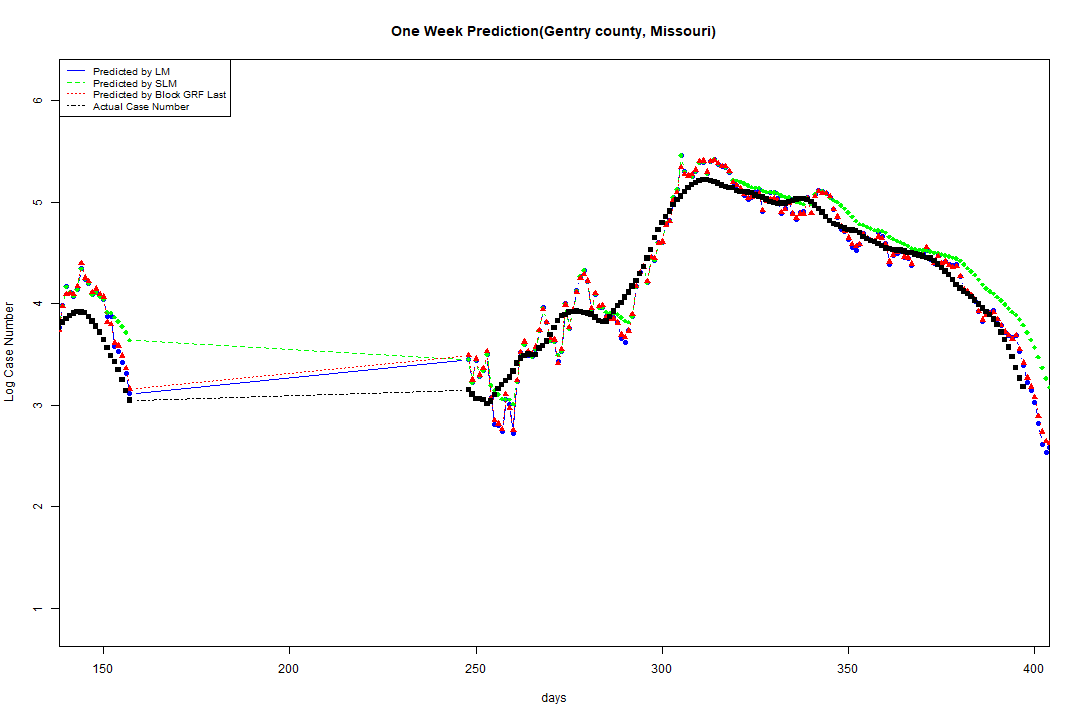 One Week Prediction(Gentry county, Missouri)
Predicted by LM
Predicted by SLM
Predicted by Block GRF Last
Actual Case Number
6
5
4
3
2
1
Log Case Number
150 200 250 300 350 400
days